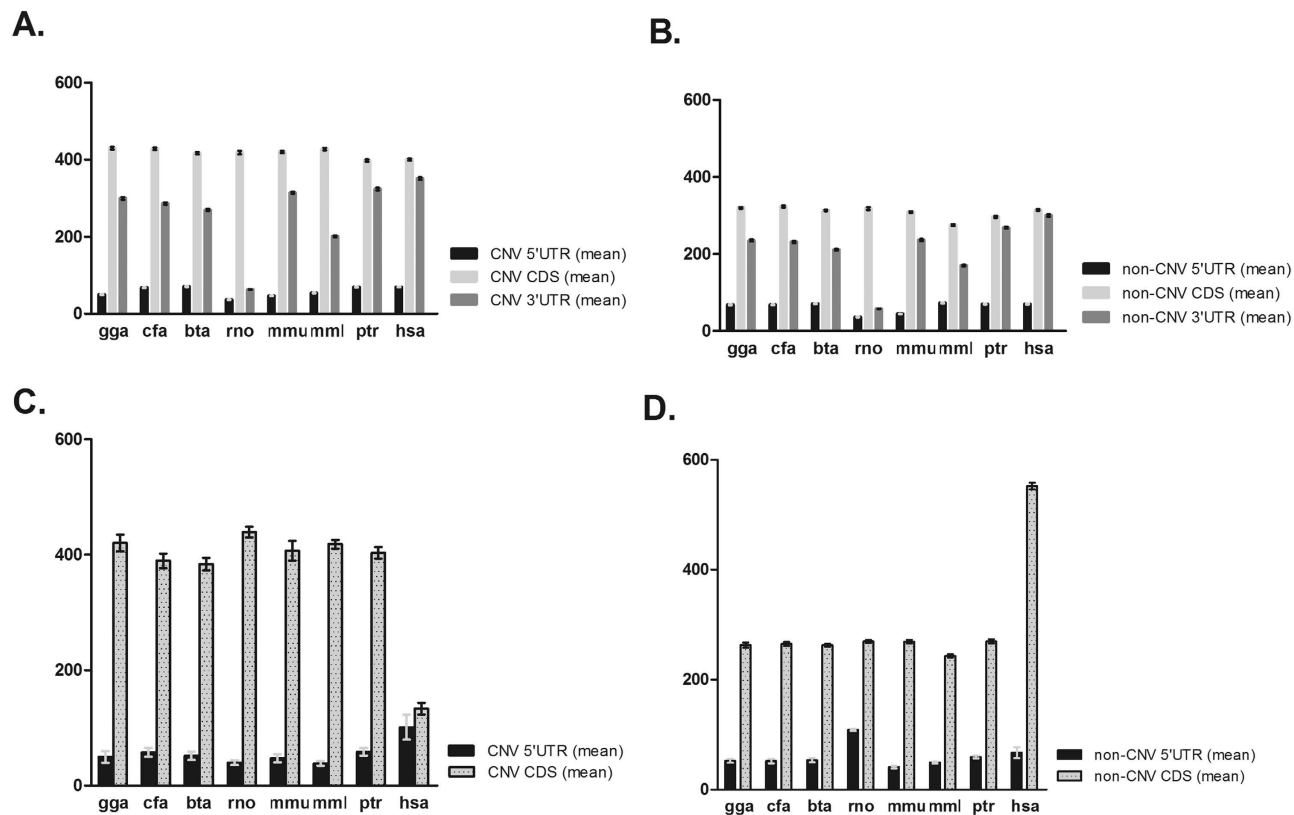 A.
600
400
200
0
gga cfa bta rno mmu mml ptr hsa
CNV 5'UTR (mean)
CNV CDS (mean)
CNV 3'UTR (mean)
B.
600
400
200
0
gga cfa bta rno mmu mml ptr hsa
non-CNV 5'UTR (mean)
non-CNV CDS (mean)
non-CNV 3'UTR (mean)
C.
600
400
200
0
gga cfa bta rno mmu mml ptr hsa
CNV 5'UTR (mean)
CNV CDS (mean)
D.
600
400
200
0
gga cfa bta rno mmu mml ptr hsa
non-CNV 5'UTR (mean)
non-CNV CDS (mean)